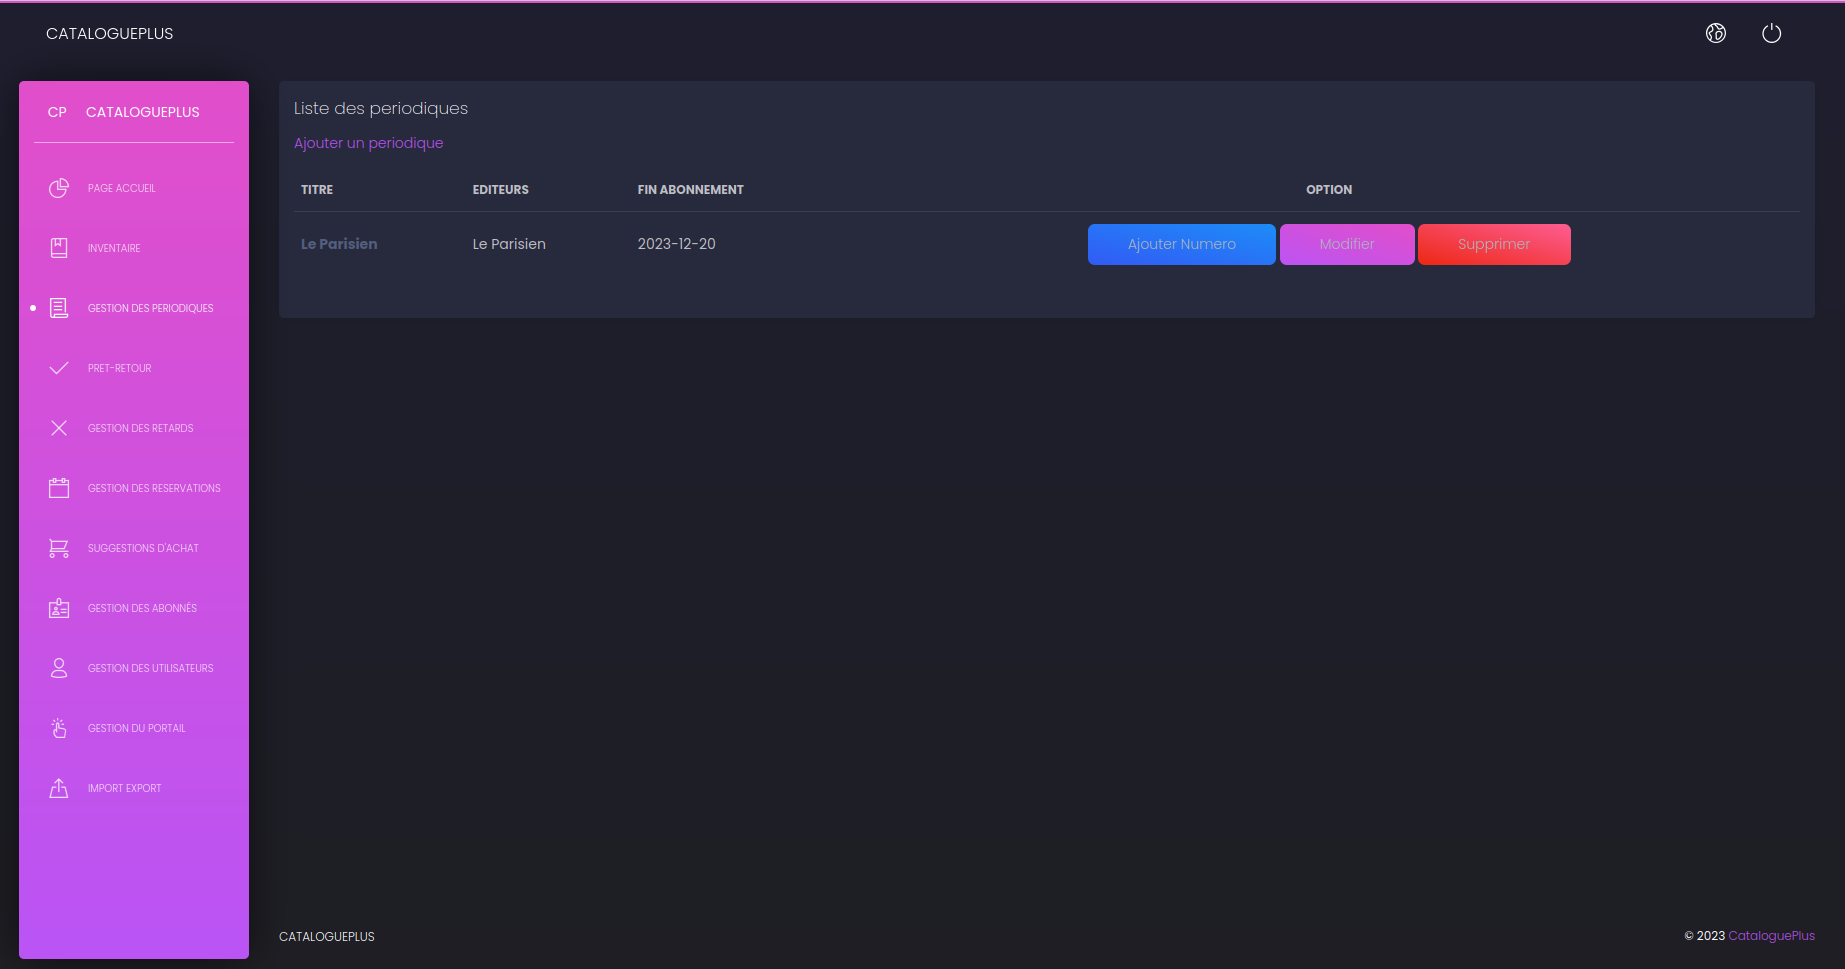 CATALOGUEPLUS
CP CATALOGUEPLUS
PAGE ACCUEIL
INVENTAIRE
GESTION DES PERIODIQUES
PRET-RETOUR
GESTION DES RETARDS
GESTION DES RESERVATIONS
SUGGESTIONS D'ACHAT
GESTION DES ABONNÉS
GESTION DES UTILISATEURS
GESTION DU PORTAIL
IMPORT EXPORT
Liste des periodiques
Ajouter un periodique
TITRE EDITEURS FIN ABONNEMENT OPTION
Le Parisien Le Parisien 2023-12-20 Ajouter Numero Modifier Supprimer
CATALOGUEPLUS
© 2023 CataloguePlus